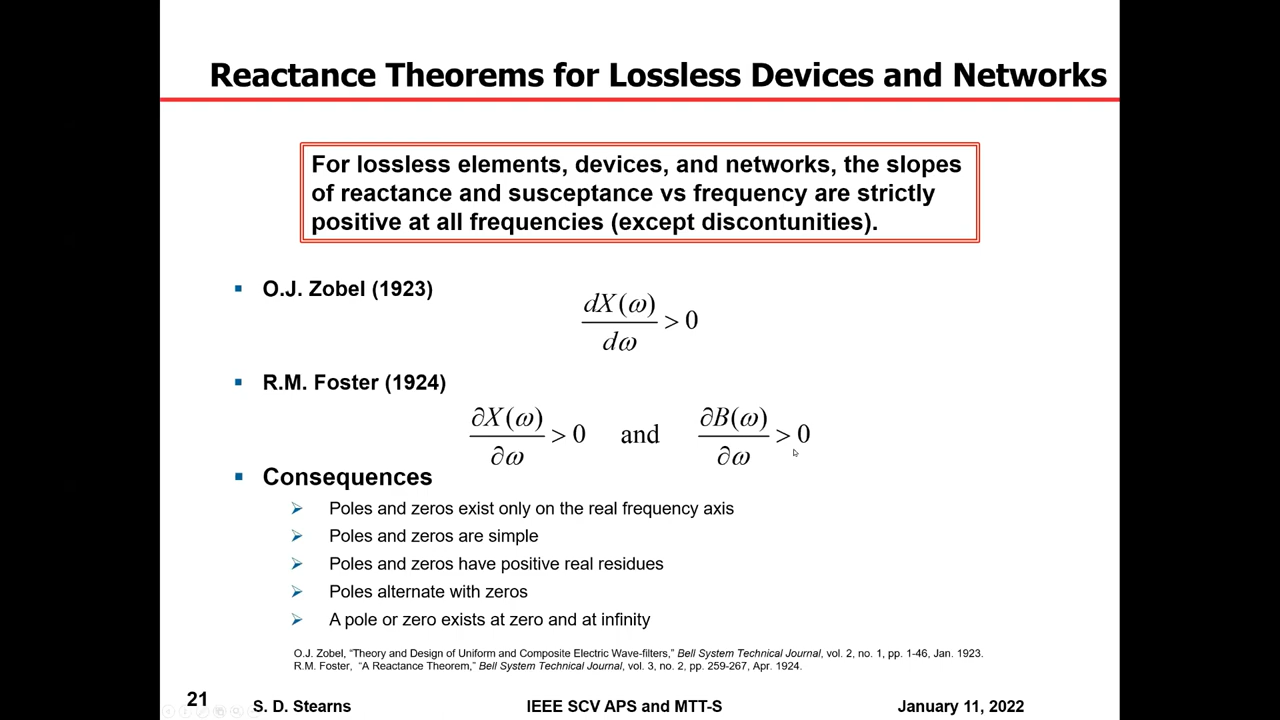 Reactance Theorems for Lossless Devices and Networks
For lossless elements, devices, and networks, the slopes
of reactance and susceptance vs frequency are strictly
positive at all frequencies (except discontunities).
▪ O.J. Zobel (1923)
dX(ω)/dω > 0
▪ R.M. Foster (1924)
∂X(ω)/∂ω > 0 and ∂B(ω)/∂ω > 0
▪ Consequences
➢ Poles and zeros exist only on the real frequency axis
➢ Poles and zeros are simple
➢ Poles and zeros have positive real residues
➢ Poles alternate with zeros
➢ A pole or zero exists at zero and at infinity
O.J. Zobel, “Theory and Design of Uniform and Composite Electric Wave-filters,” Bell System Technical Journal, vol. 2, no. 1, pp. 1-46, Jan. 1923.
R.M. Foster, “A Reactance Theorem,” Bell System Technical Journal, vol. 3, no. 2, pp. 259-267, Apr. 1924.
21 S. D. Stearns IEEE SCV APS and MTT-S January 11, 2022